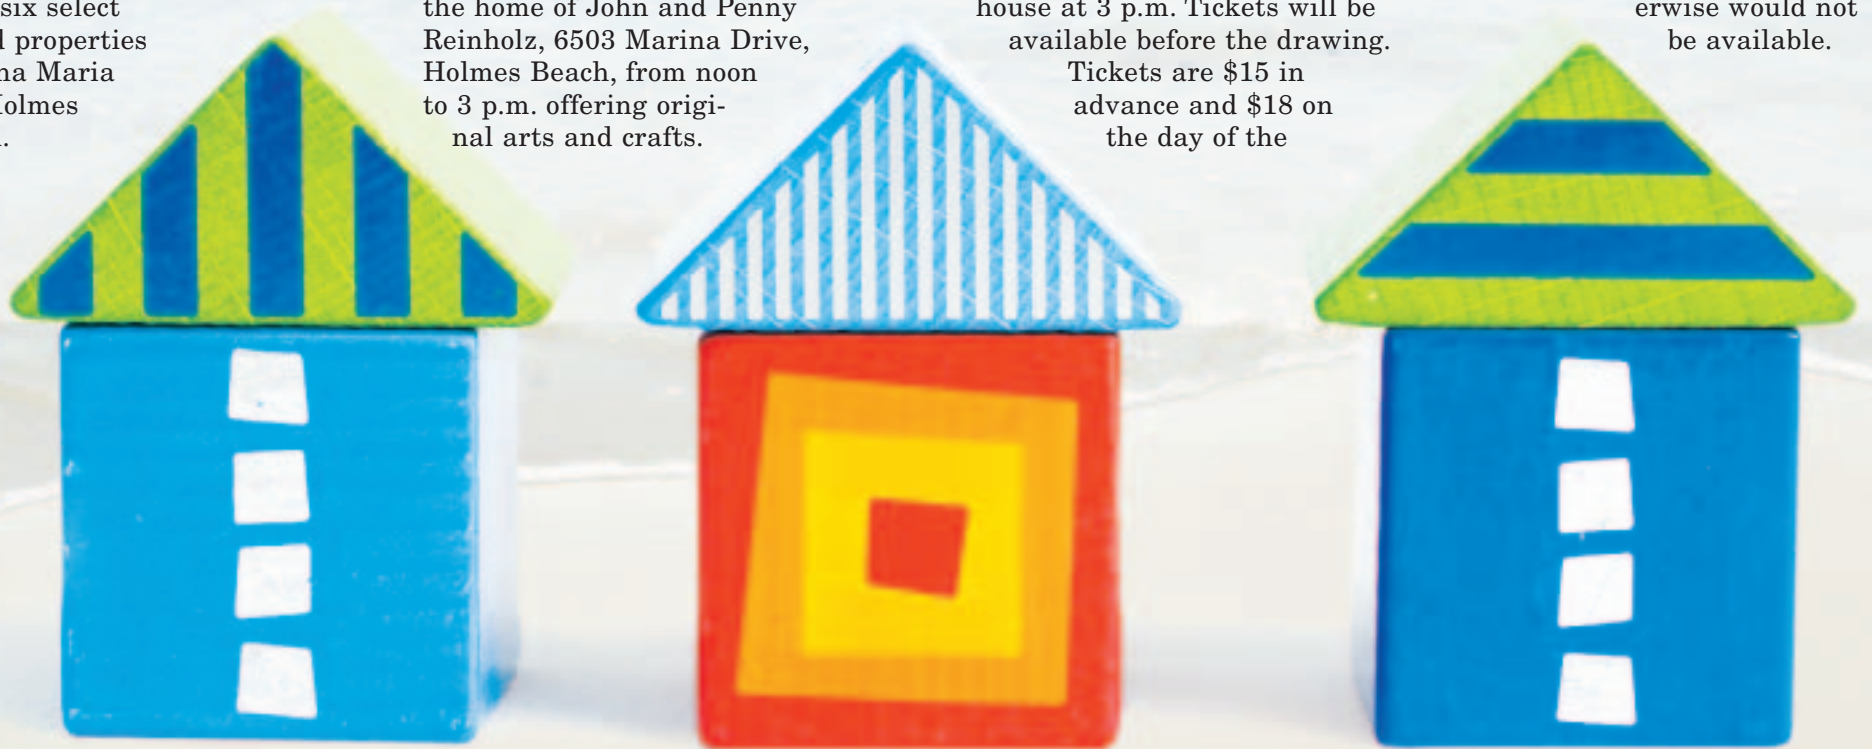 six select
properties
Maria
Holmes
the home of John and Penny
Reinholz, 6503 Marina Drive,
Holmes Beach, from noon
to 3 p.m. offering origi-
nal arts and crafts.
house at 3 p.m. Tickets will be
available before the drawing.
Tickets are $15 in
advance and $18 on
the day of the
erwise would not
be available.